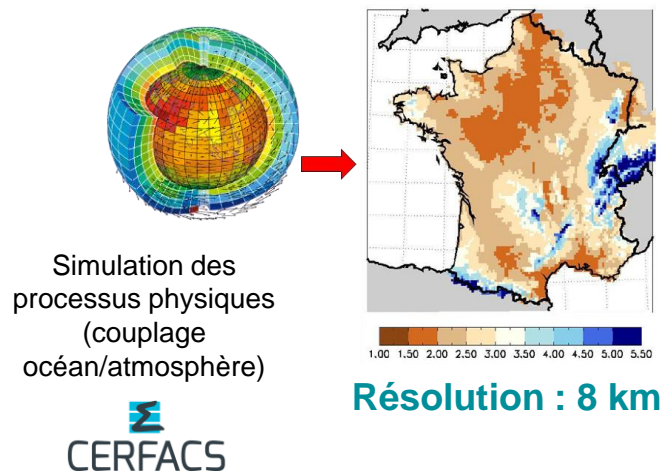 Simulation des
processus physiques
(couplage
océan/atmosphère)
CERFACS
1.00 1.50 2.00 2.50 3.00 3.50 4.00 4.50 5.00 5.50
Résolution : 8 km